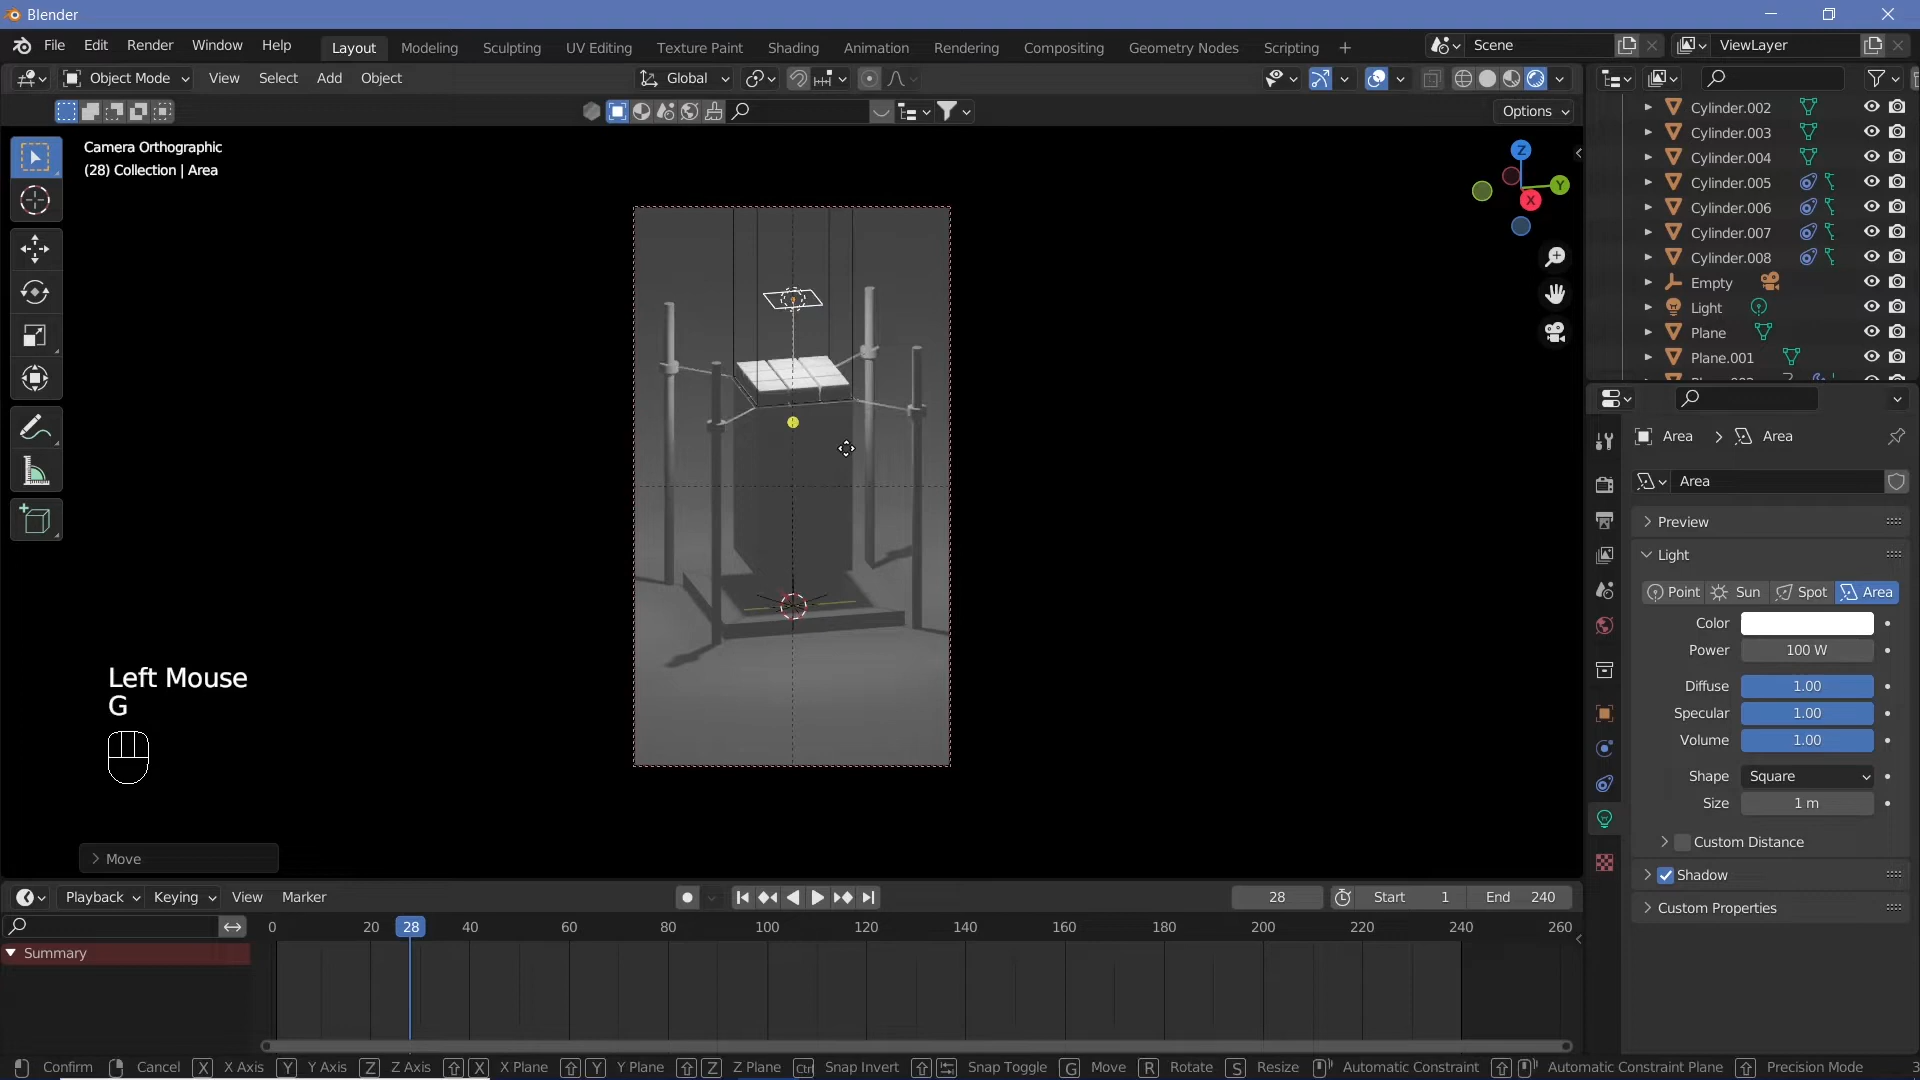 Blender
File Edit Render Window Help Layout Modeling Sculpting UV Editing Texture Paint Shading Animation Rendering Compositing Geometry Nodes Scripting + Scene ViewLayer
Object Mode View Select Add Object Global
Options
Camera Orthographic
(28) Collection | Area
Z
Y
X
Cylinder.002
Cylinder.003
Cylinder.004
Cylinder.005
Cylinder.006
Cylinder.007
Cylinder.008
Empty
Light
Plane
Plane.001
Area > Area
Area
Preview
Light
Point Sun Spot Area
Color
Power 100 W
Diffuse 1.00
Specular 1.00
Volume 1.00
Shape Square
Size 1 m
Custom Distance
Shadow
Custom Properties
Left Mouse
G
Move
Playback Keying View Marker 28 Start 1 End 240
0 20 28 40 60 80 100 120 140 160 180 200 220 240 260
Summary
Confirm Cancel X X Axis Y Y Axis Z Z Axis X X Plane Y Y Plane Z Z Plane Ctrl Snap Invert Snap Toggle G Move R Rotate S Resize Automatic Constraint Automatic Constraint Plane Precision Mode